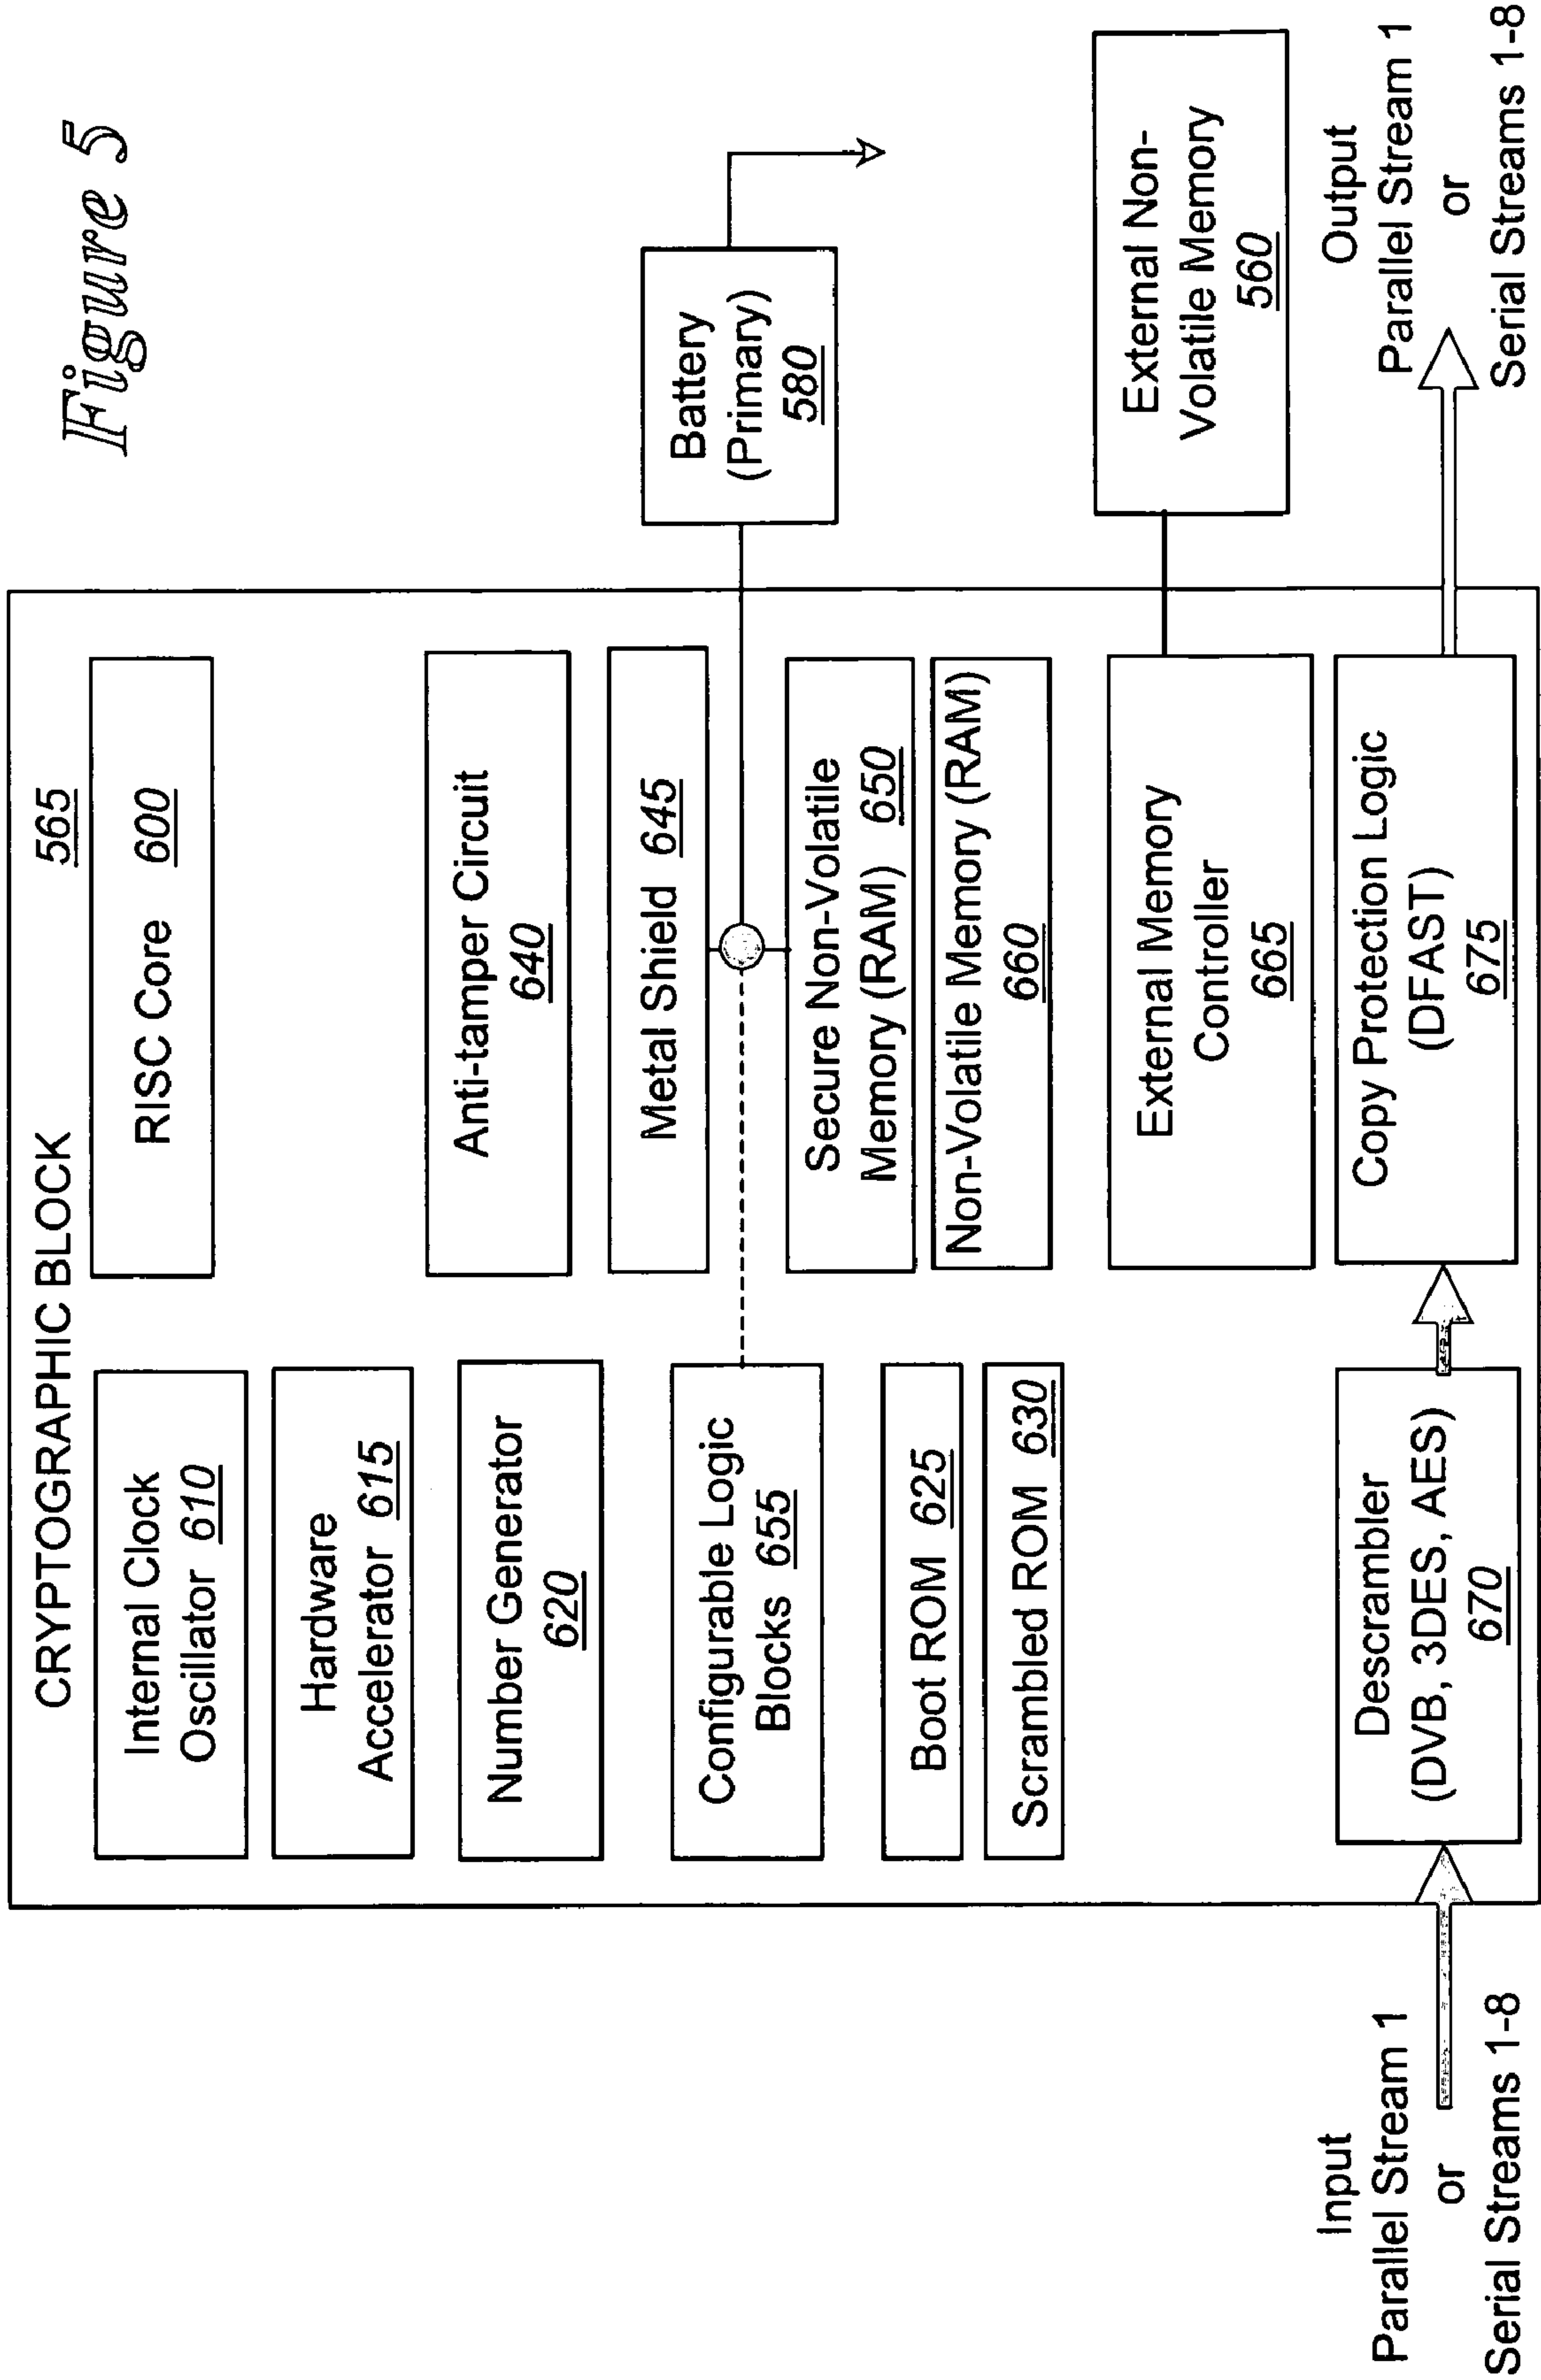 Figure 5
CRYPTOGRAPHIC BLOCK
565
Internal Clock
Oscillator 610
RISC Core 600
Hardware
Accelerator 615
Number Generator
620
Anti-tamper Circuit
640
Metal Shield 645
Configurable Logic
Blocks 655
Battery
(Primary)
580
Secure Non-Volatile
Memory (RAM) 650
Boot ROM 625
Non-Volatile Memory (RAM)
660
Scrambled ROM 630
External Memory
Controller
665
External Non-
Volatile Memory
560
Input
Parallel Stream 1
or
Serial Streams 1-8
Descrambler
(DVB, 3DES, AES)
670
Copy Protection Logic
(DFAST)
675
Output
Parallel Stream 1
or
Serial Streams 1-8